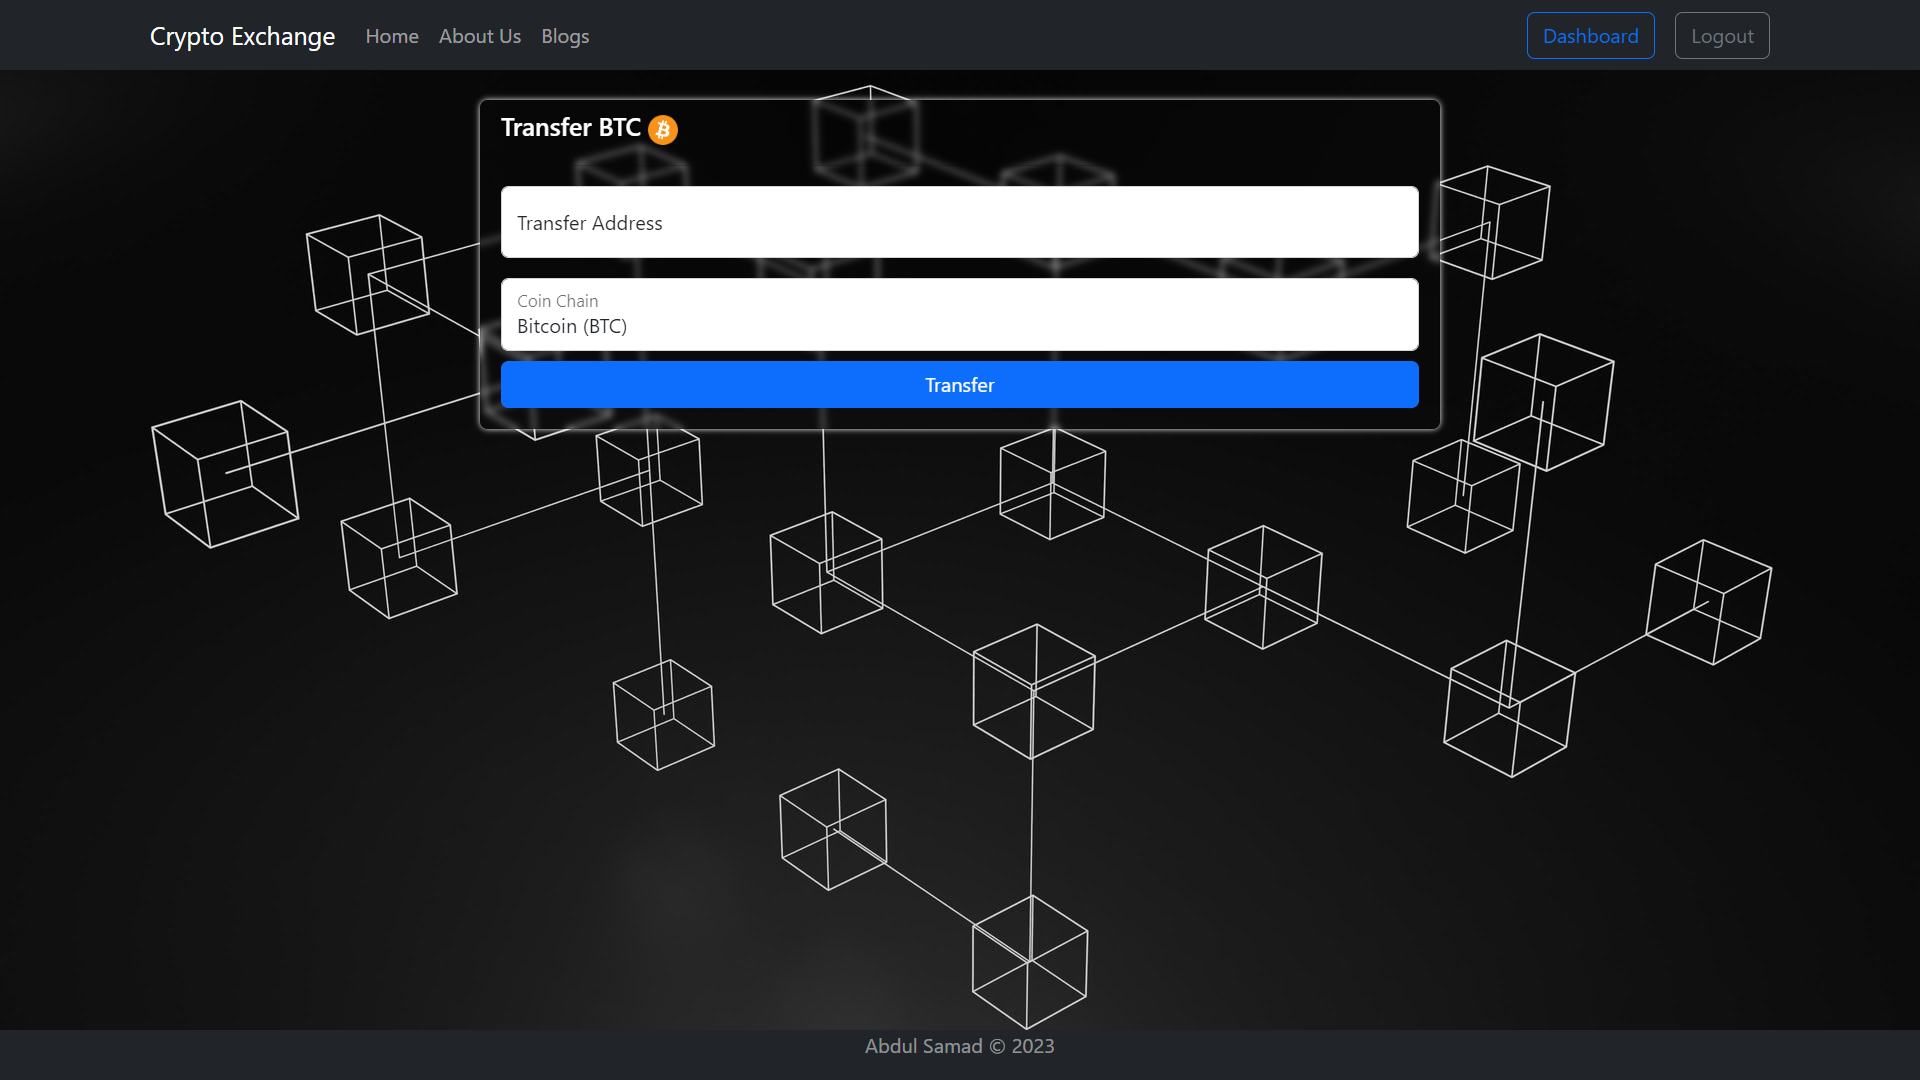 Crypto Exchange Home About Us Blogs Dashboard Logout
Transfer BTC
Transfer Address
Coin Chain
Bitcoin (BTC)
Transfer
Abdul Samad © 2023